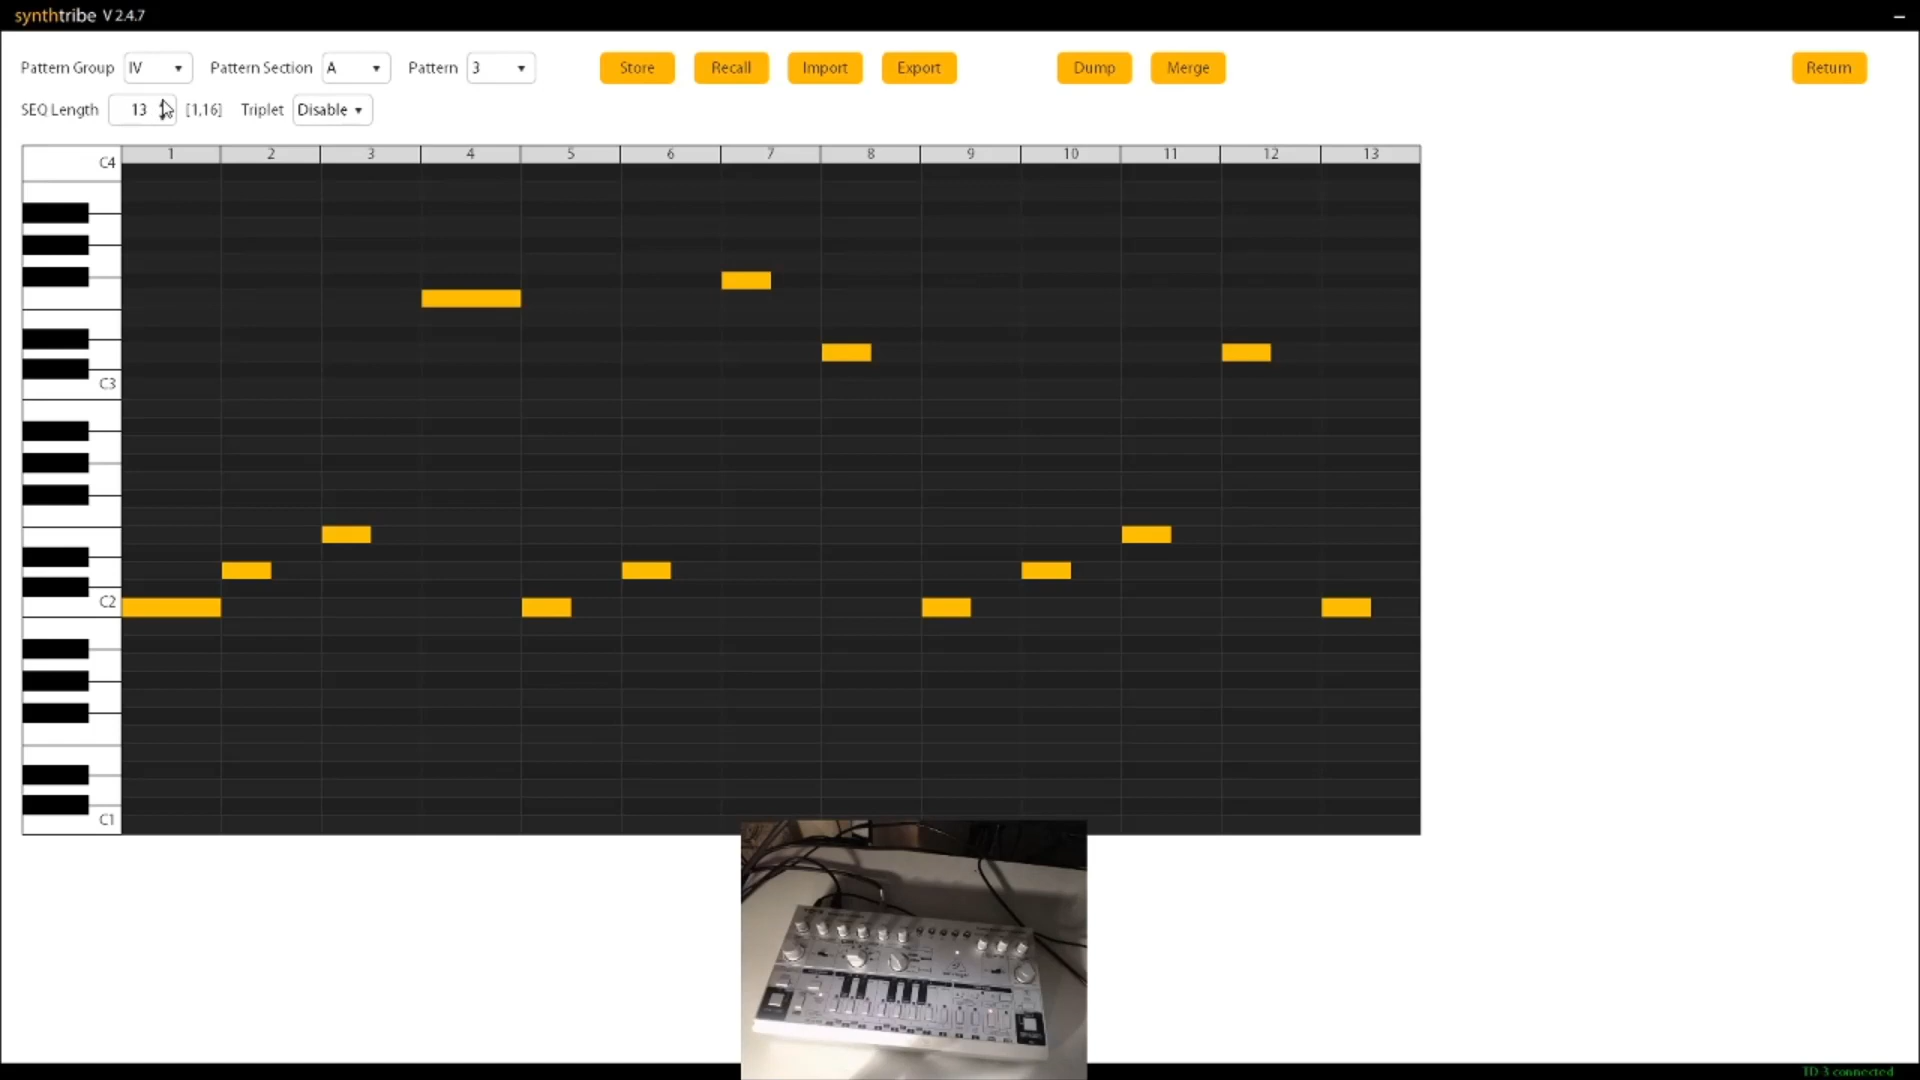 synthtribe V 2.4.7
Pattern Group IV Pattern Section A Pattern 3 Store Recall Import Export Dump Merge Return
SEQ Length 13 [1,16] Triplet Disable
C4 1 2 3 4 5 6 7 8 9 10 11 12 13
C3
C2
C1
TD-3 connected